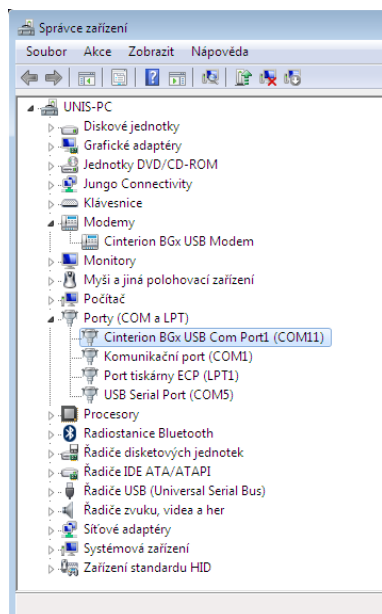 Správce zařízení
Soubor Akce Zobrazit Nápověda
UNIS-PC
Diskové jednotky
Grafické adaptéry
Jednotky DVD/CD-ROM
Jungo Connectivity
Klávesnice
Modemy
Cinterion BGx USB Modem
Monitory
Myši a jiná polohovací zařízení
Počítač
Porty (COM a LPT)
Cinterion BGx USB Com Port1 (COM11)
Komunikační port (COM1)
Port tiskárny ECP (LPT1)
USB Serial Port (COM5)
Procesory
Radiostanice Bluetooth
Řadiče disketových jednotek
Řadiče IDE ATA/ATAPI
Řadiče USB (Universal Serial Bus)
Řadiče zvuku, videa a her
Síťové adaptéry
Systémová zařízení
Zařízení standardu HID